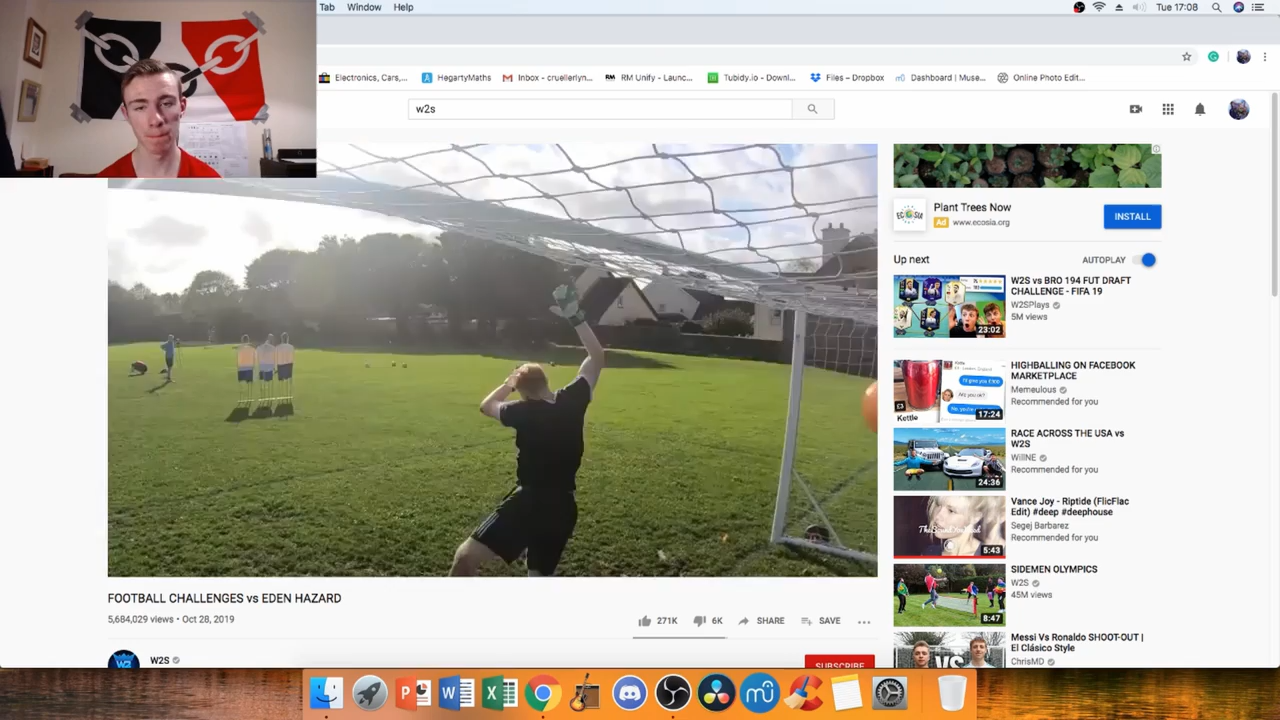 Tab Window Help
Tue 17:08
Electronics, Cars,...
HegartyMaths
Inbox - cruellerlyn...
RM Unify - Launc...
Tubidy.io - Downl...
Files – Dropbox
Dashboard | Muse...
Online Photo Edit...
w2s
Plant Trees Now
Ad www.ecosia.org
INSTALL
Up next
AUTOPLAY
W2S vs BRO 194 FUT DRAFT
CHALLENGE - FIFA 19
W2SPlays
5M views
23:02
HIGHBALLING ON FACEBOOK
MARKETPLACE
Memeulous
Recommended for you
Kettle
17:24
RACE ACROSS THE USA vs
W2S
WillNE
Recommended for you
24:36
Vance Joy - Riptide (FlicFlac
Edit) #deep #deephouse
Segej Barbarez
Recommended for you
5:43
SIDEMEN OLYMPICS
W2S
45M views
8:47
Messi Vs Ronaldo SHOOT-OUT |
El Clásico Style
ChrisMD
VS
FOOTBALL CHALLENGES vs EDEN HAZARD
5,684,029 views • Oct 28, 2019
271K
6K
SHARE
SAVE
W2S
SUBSCRIBE